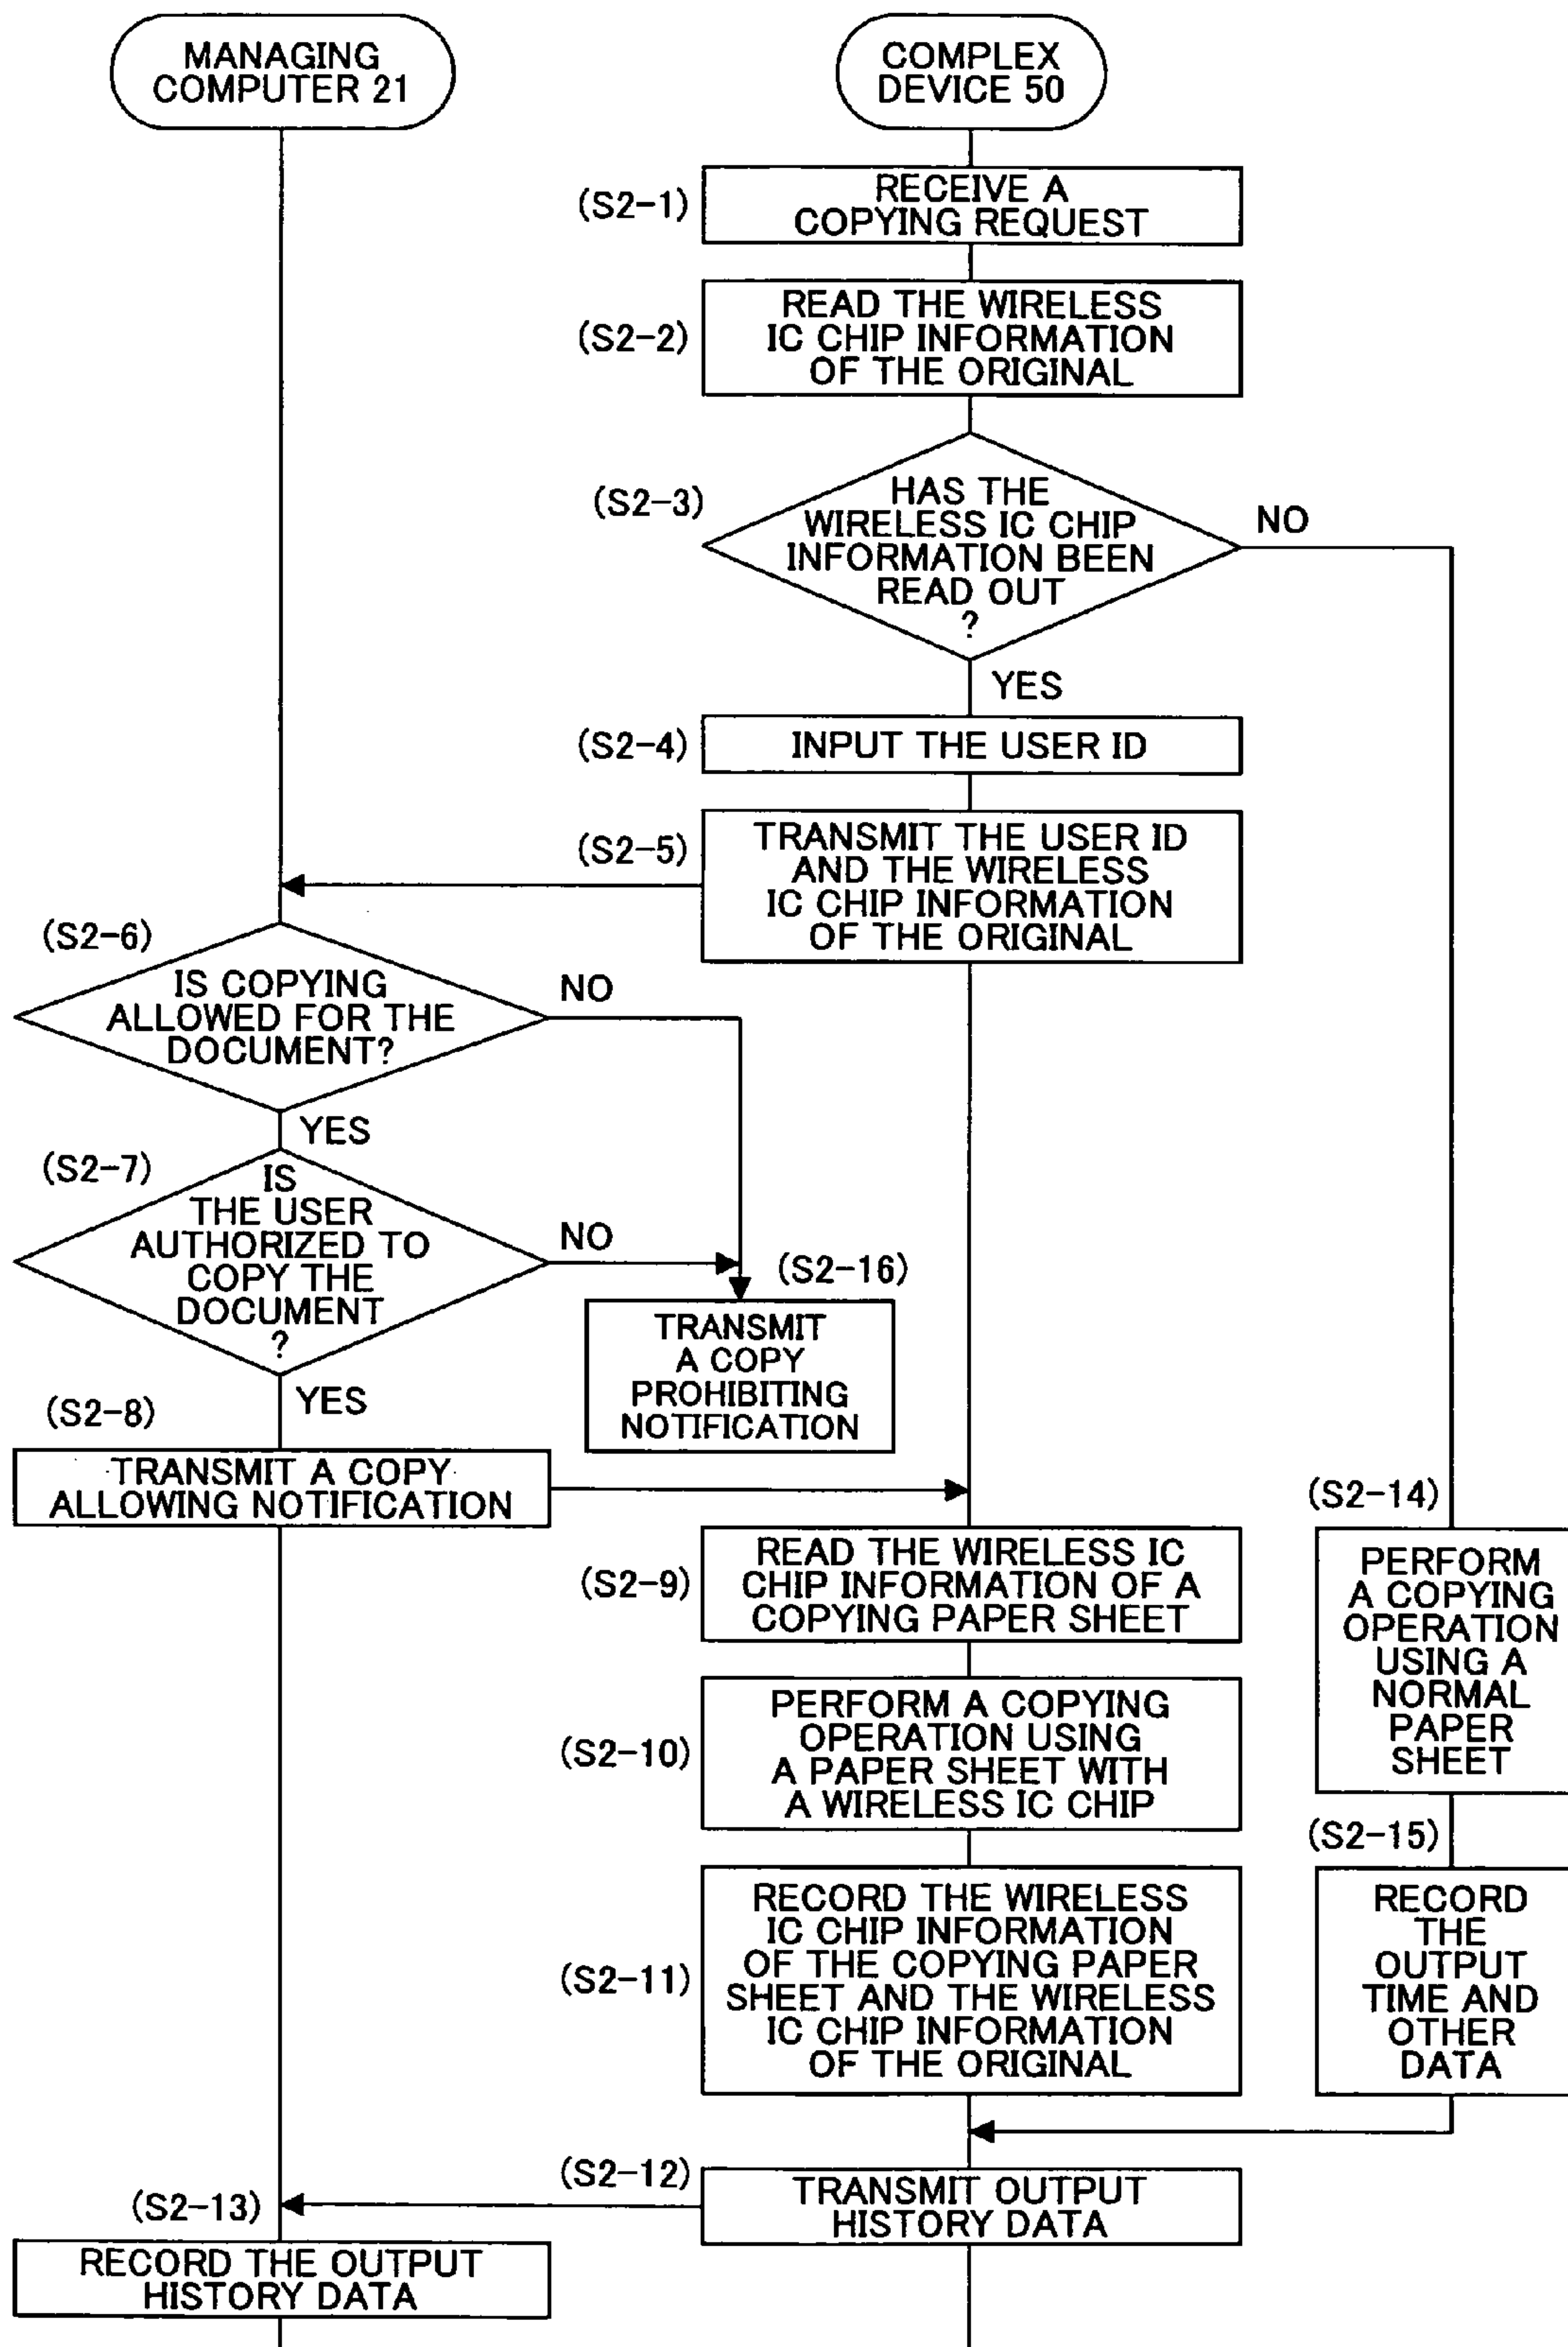 MANAGING
COMPUTER 21
COMPLEX
DEVICE 50
(S2-1)
RECEIVE A
COPYING REQUEST
(S2-2)
READ THE WIRELESS
IC CHIP INFORMATION
OF THE ORIGINAL
(S2-3)
HAS THE
WIRELESS IC CHIP
INFORMATION BEEN
READ OUT
?
NO
YES
(S2-4)
INPUT THE USER ID
(S2-5)
TRANSMIT THE USER ID
AND THE WIRELESS
IC CHIP INFORMATION
OF THE ORIGINAL
(S2-6)
IS COPYING
ALLOWED FOR THE
DOCUMENT?
NO
YES
(S2-7)
IS
THE USER
AUTHORIZED TO
COPY THE
DOCUMENT
?
NO
YES
(S2-16)
TRANSMIT
A COPY
PROHIBITING
NOTIFICATION
(S2-8)
TRANSMIT A COPY
ALLOWING NOTIFICATION
(S2-9)
READ THE WIRELESS IC
CHIP INFORMATION OF A
COPYING PAPER SHEET
(S2-14)
PERFORM
A COPYING
OPERATION
USING A
NORMAL
PAPER
SHEET
(S2-10)
PERFORM A COPYING
OPERATION USING
A PAPER SHEET WITH
A WIRELESS IC CHIP
(S2-15)
RECORD
THE
OUTPUT
TIME AND
OTHER
DATA
(S2-11)
RECORD THE WIRELESS
IC CHIP INFORMATION
OF THE COPYING PAPER
SHEET AND THE WIRELESS
IC CHIP INFORMATION
OF THE ORIGINAL
(S2-12)
TRANSMIT OUTPUT
HISTORY DATA
(S2-13)
RECORD THE OUTPUT
HISTORY DATA